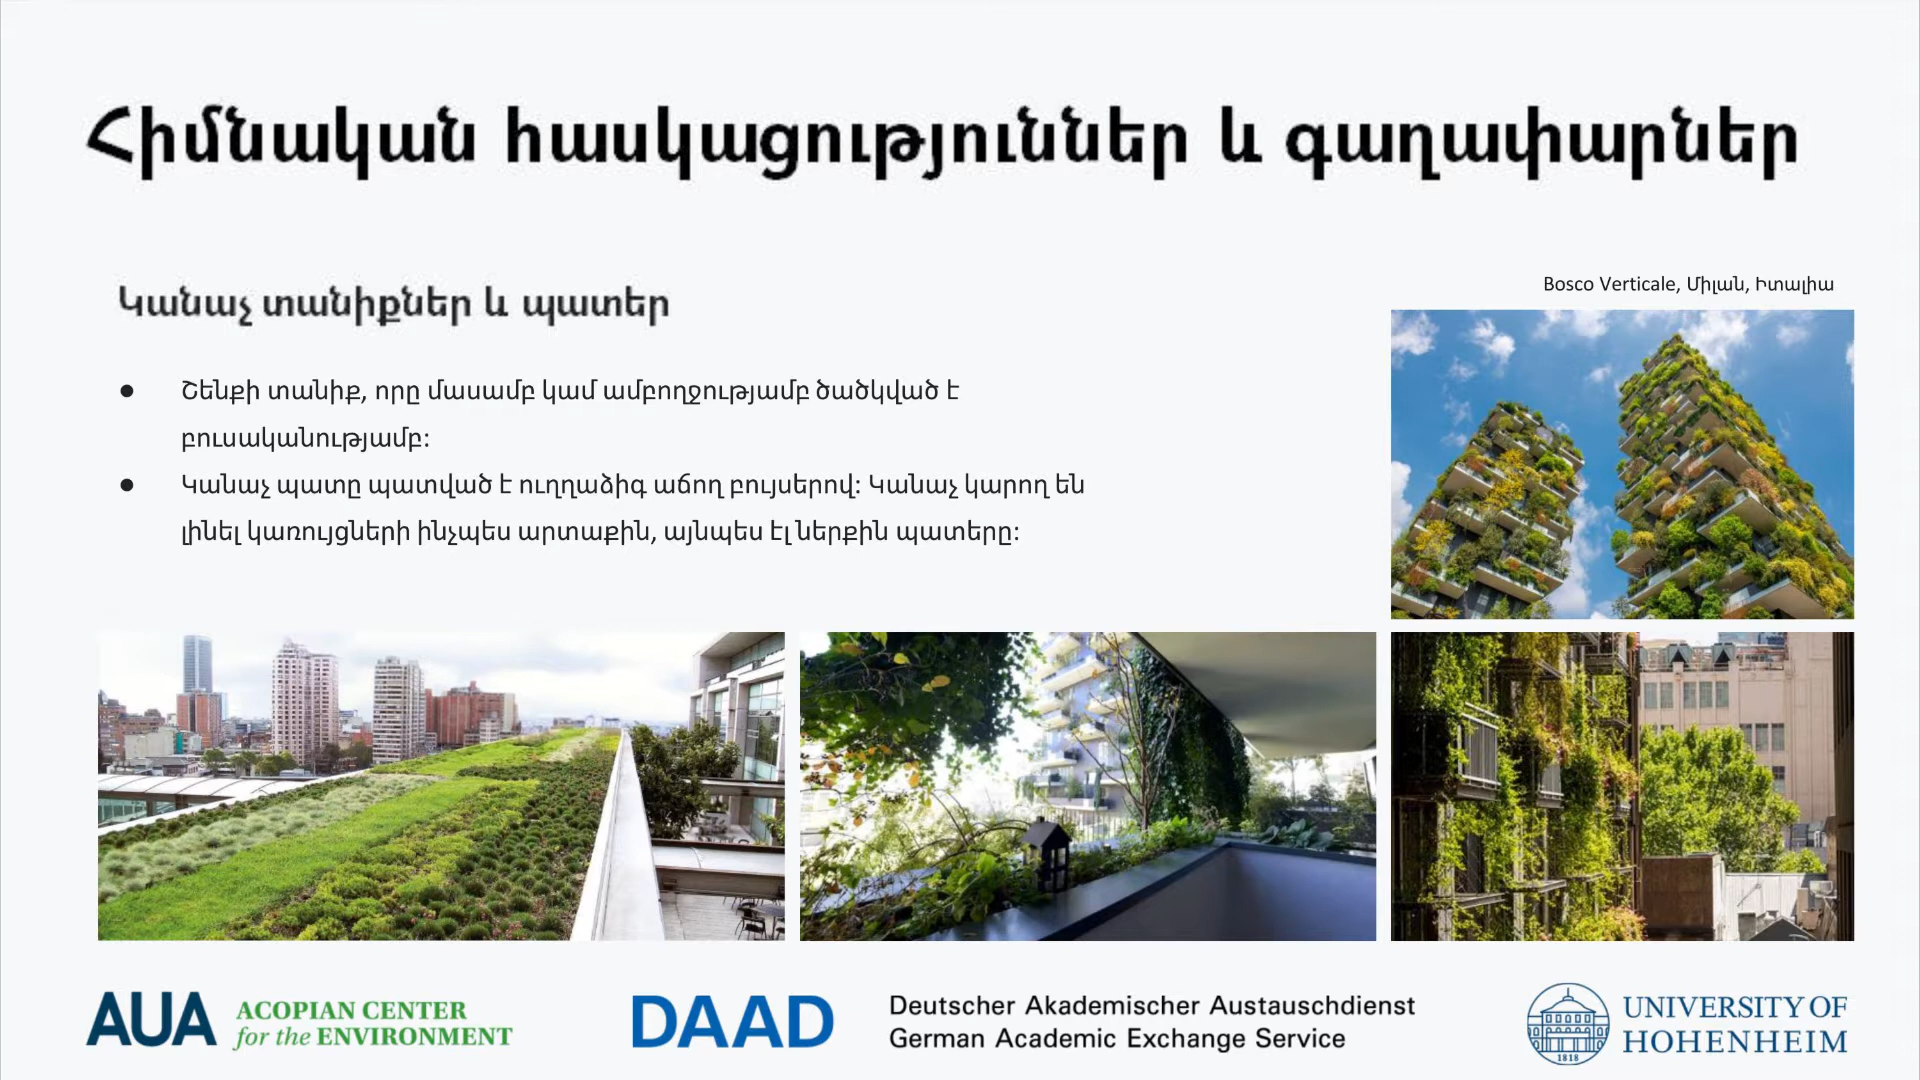 Հիմնական հասկացություններ և գաղափարներ
Կանաչ տանիքներ և պատեր
Bosco Verticale, Միլան, Իտալիա
● Շենքի տանիք, որը մասամբ կամ ամբողջությամբ ծածկված է
բուսականությամբ:
● Կանաչ պատը պատված է ուղղաձիգ աճող բույսերով: Կանաչ կարող են
լինել կառույցների ինչպես արտաքին, այնպես էլ ներքին պատերը:
AUA ACOPIAN CENTER
for the ENVIRONMENT
DAAD
Deutscher Akademischer Austauschdienst
German Academic Exchange Service
1818
UNIVERSITY OF
HOHENHEIM